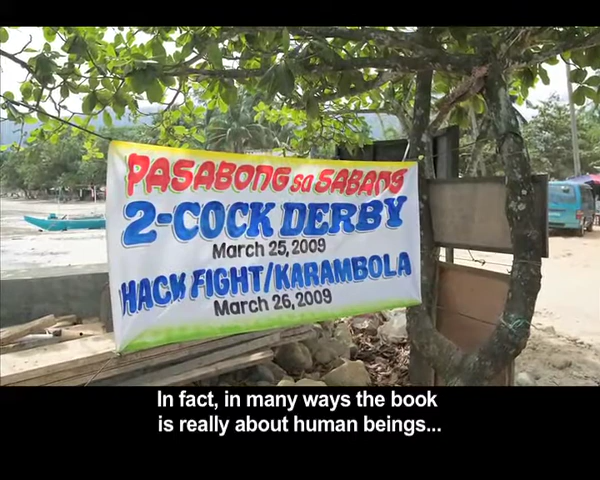 PASABONG sa SABANG
2-COCK DERBY
MARCH 25,2009
HACK FIGHT/KARAMBOLA
MARCH 26,2009
In fact, in many ways the book
is really about human beings...